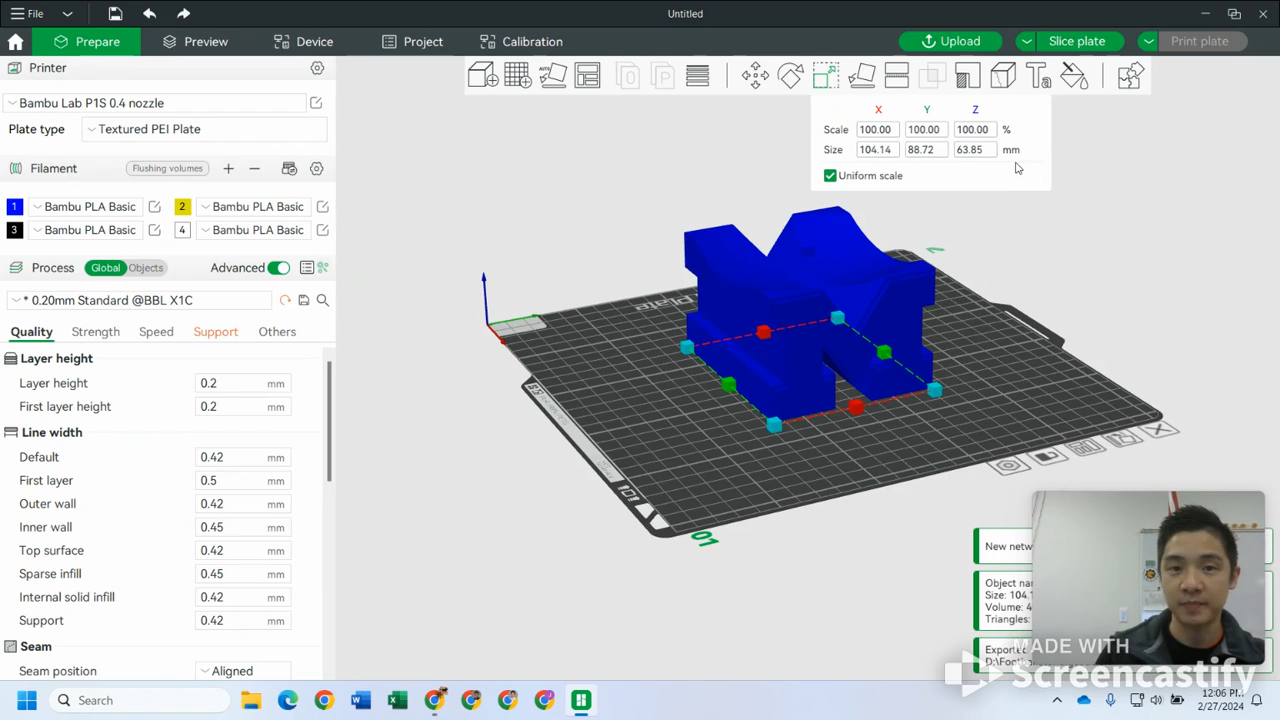 File
Untitled
Prepare
Preview
Device
Project
Calibration
Upload
Slice plate
Print plate
Printer
Bambu Lab P1S 0.4 nozzle
Plate type
Textured PEI Plate
Filament
Flushing volumes
1 Bambu PLA Basic
2 Bambu PLA Basic
3 Bambu PLA Basic
4 Bambu PLA Basic
Process
Global
Objects
Advanced
* 0.20mm Standard @BBL X1C
Quality
Strength
Speed
Support
Others
Layer height
Layer height 0.2 mm
First layer height 0.2 mm
Line width
Default 0.42 mm
First layer 0.5 mm
Outer wall 0.42 mm
Inner wall 0.45 mm
Top surface 0.42 mm
Sparse infill 0.45 mm
Internal solid infill 0.42 mm
Support 0.42 mm
Seam
Seam position Aligned
X Y Z
Scale 100.00 100.00 100.00 %
Size 104.14 88.72 63.85 mm
Uniform scale
Plate
01
New netw
Object na
Size: 104.1
Volume: 4
Triangles:
Exported
MADE WITH
Screencastify
Search
12:06 PM
2/27/2024